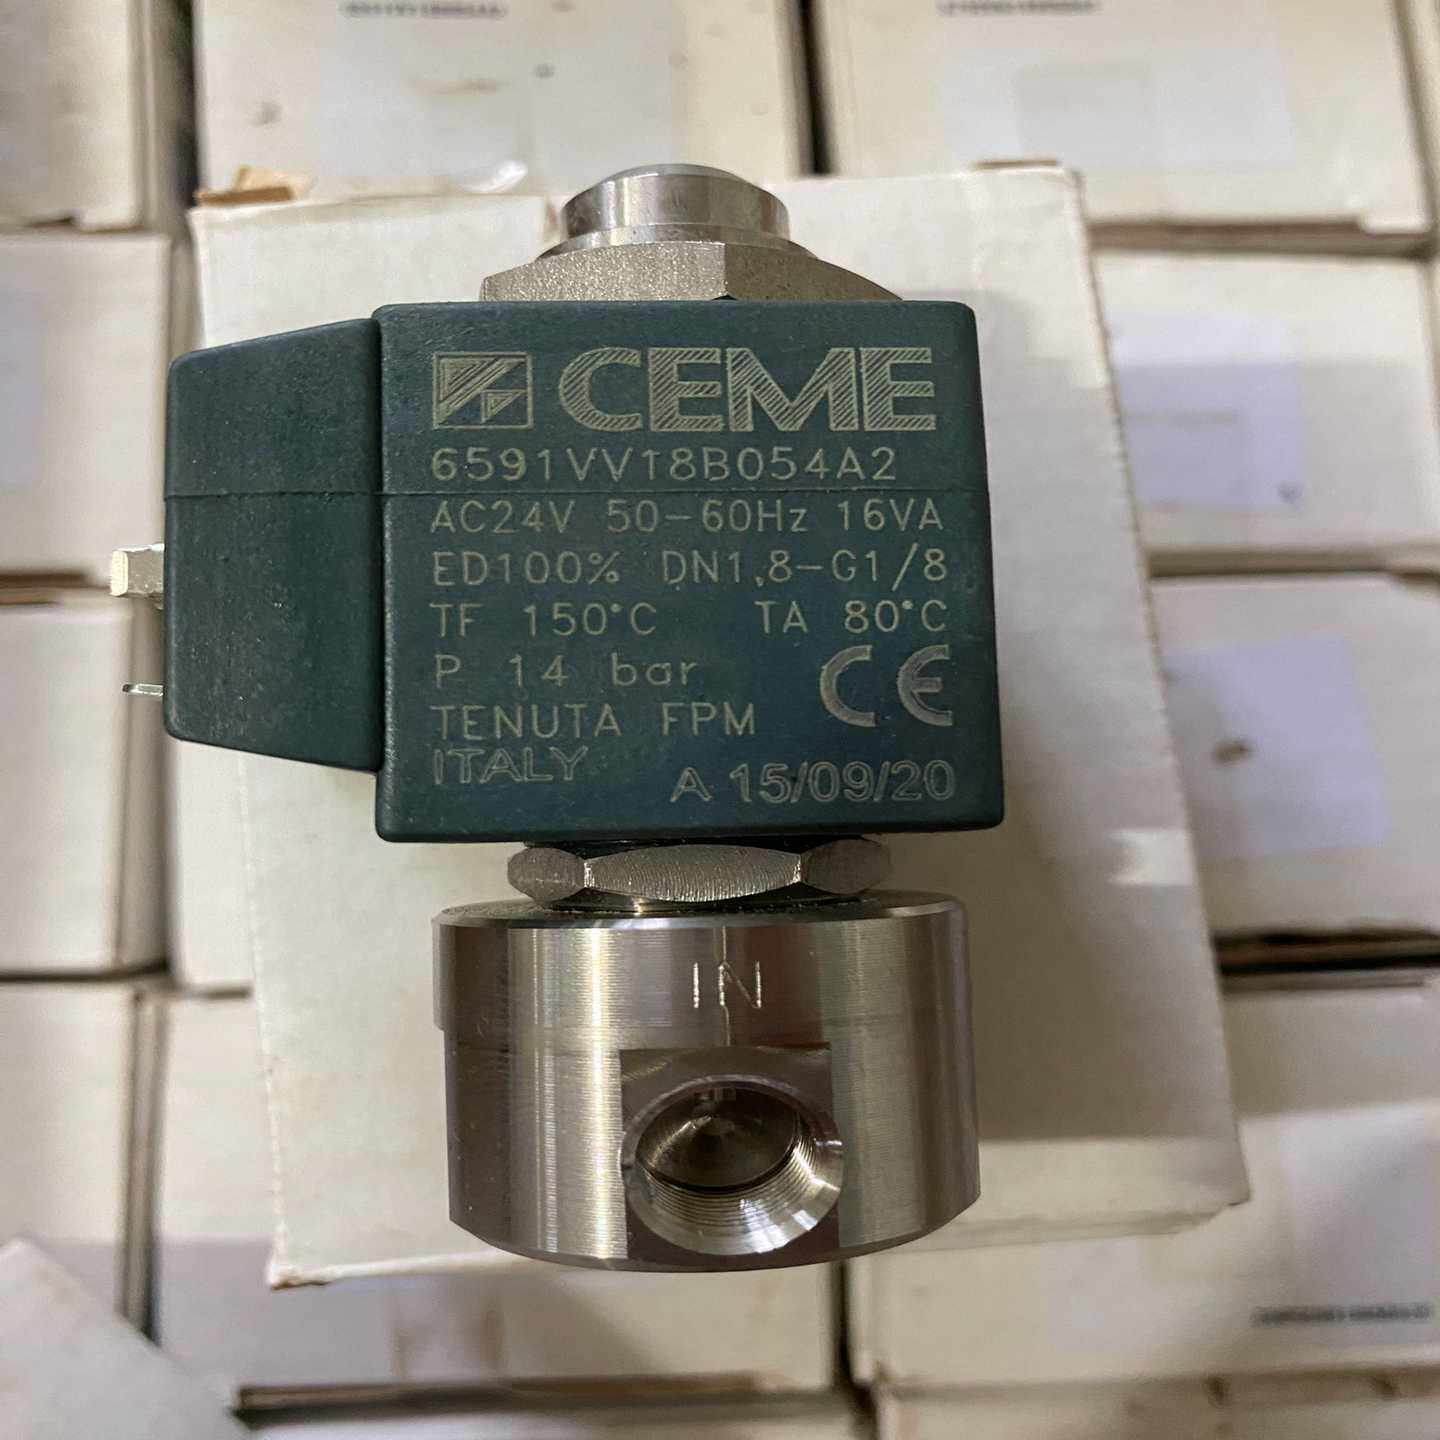 CEME
6591VV18B054A2
AC24V 50-60Hz 16VA
ED100% DN1,8-G1/8
TF 150°C TA 80°C
P 14 bar
CE
TENUTA FPM
ITALY
A 15/09/20
IN